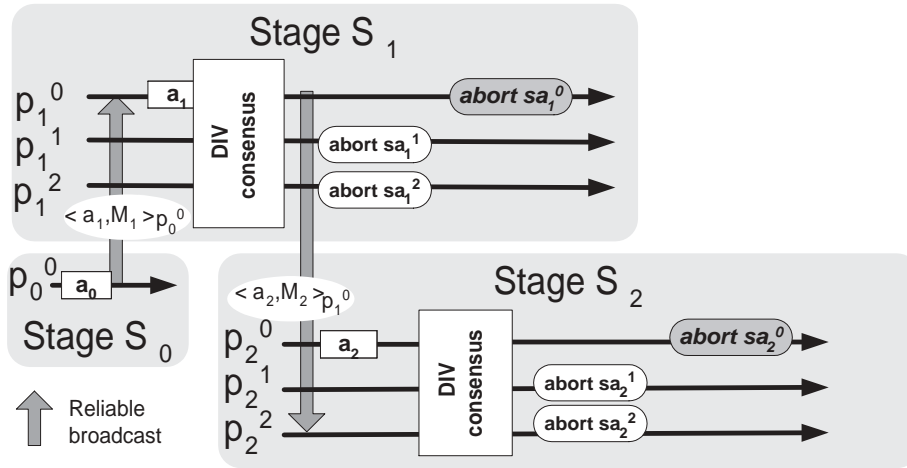 Stage S 1
p1^0
a1
DIV consensus
abort sa1^0
p1^1
abort sa1^1
p1^2
abort sa1^2
< a1,M1 >p0^0
p0^0
a0
Stage S 0
< a2,M2 >p1^0
Stage S 2
p2^0
a2
DIV consensus
abort sa2^0
p2^1
abort sa2^1
p2^2
abort sa2^2
Reliable
broadcast